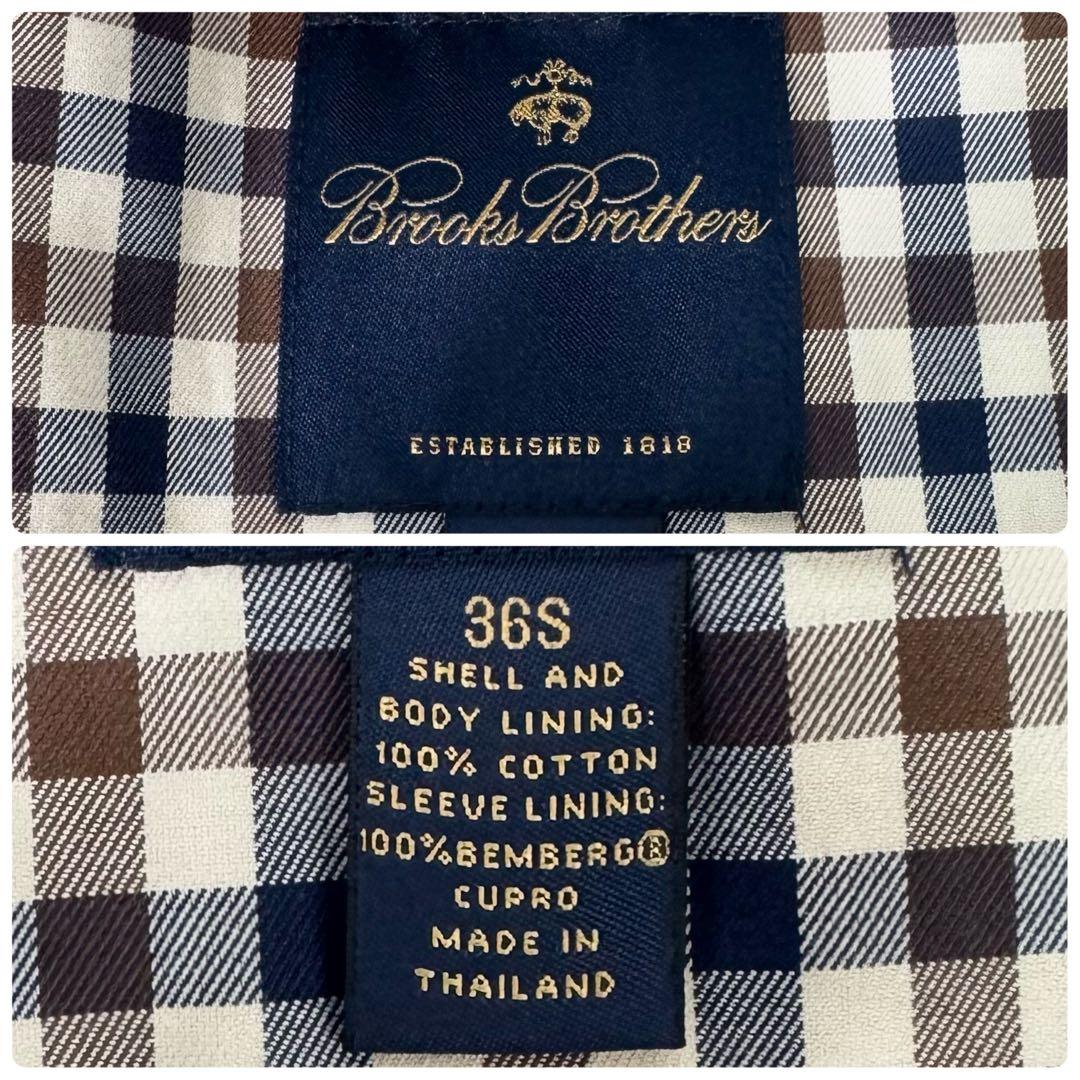 Brooks Brothers
ESTABLISHED 1818
36S
SHELL AND
BODY LINING:
100% COTTON
SLEEVE LINING:
100%BEMBERG®
CUPRO
MADE IN
THAILAND